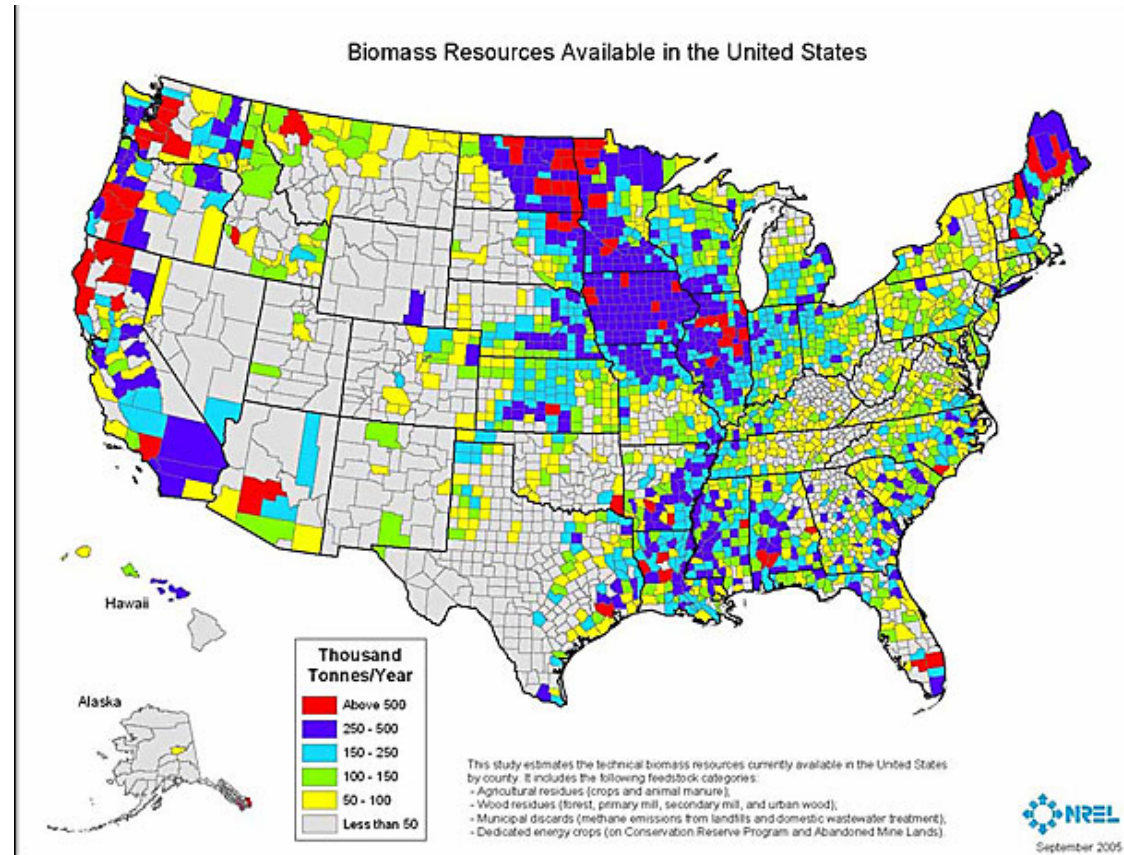 Biomass Resources Available in the United States
Hawaii
Alaska
Thousand
Tonnes/Year
Above 500
250 - 500
150 - 250
100 - 150
50 - 100
Less than 50
This study estimates the technical biomass resources currently available in the United States
by county. It includes the following feedstock categories:
- Agricultural residues (crops and animal manure);
- Wood residues (forest, primary mill, secondary mill, and urban wood);
- Municipal discards (methane emissions from landfills and domestic wastewater treatment);
- Dedicated energy crops (on Conservation Reserve Program and Abandoned Mine Lands).
NREL
September 2005